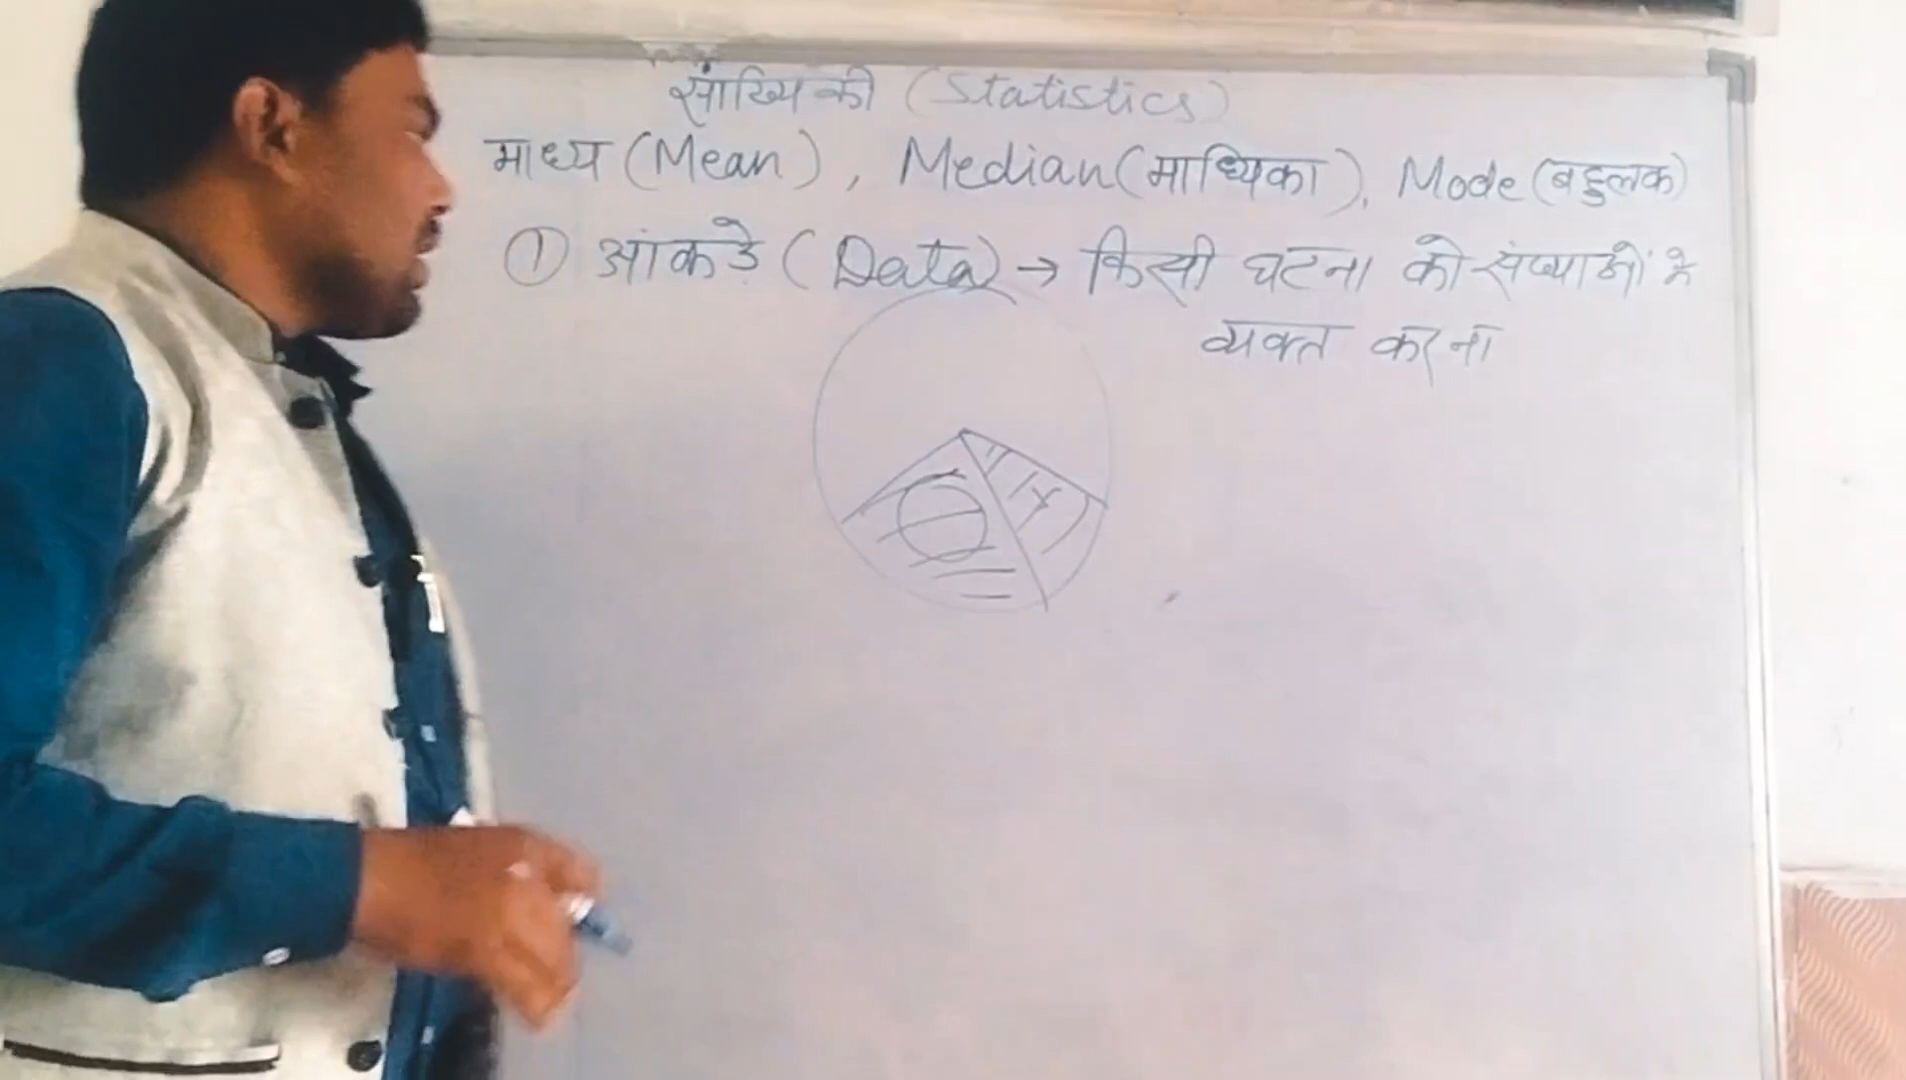 सांख्यिकी (Statistics)
माध्य (Mean), Median (माध्यिका), Mode (बहुलक)
① आंकडे़ (Data) → किसी घटना को संख्याओं मे
व्यक्त करना